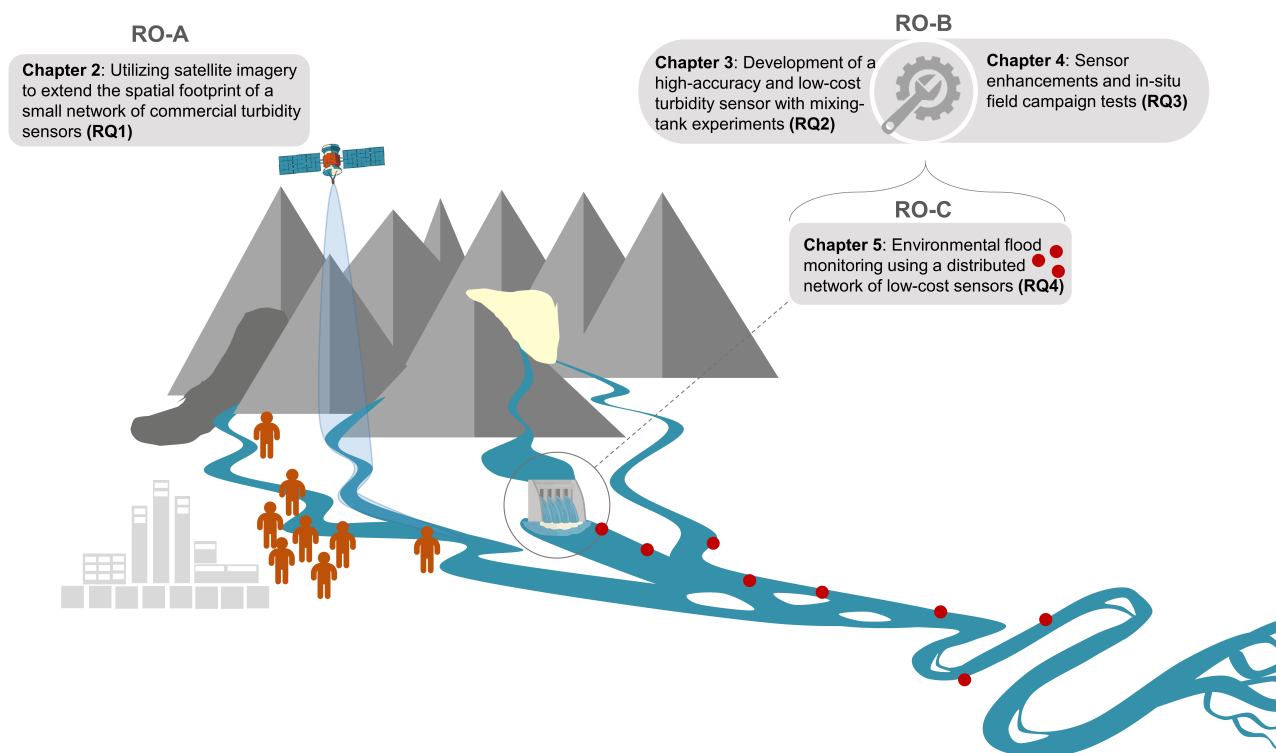 RO-A
Chapter 2: Utilizing satellite imagery
to extend the spatial footprint of a
small network of commercial turbidity
sensors (RQ1)
RO-B
Chapter 3: Development of a
high-accuracy and low-cost
turbidity sensor with mixing-
tank experiments (RQ2)
Chapter 4: Sensor
enhancements and in-situ
field campaign tests (RQ3)
RO-C
Chapter 5: Environmental flood
monitoring using a distributed
network of low-cost sensors (RQ4)